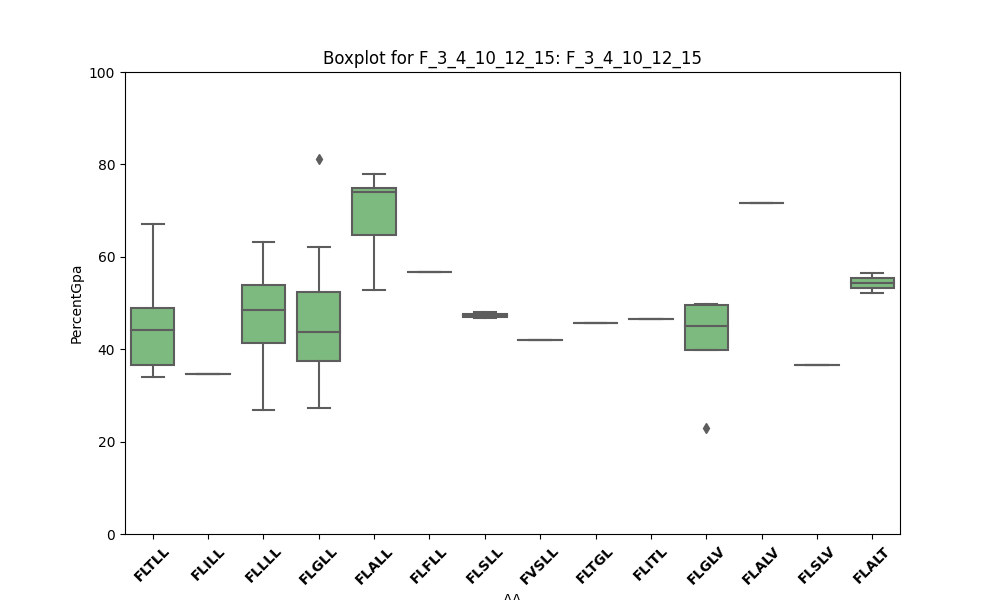 Boxplot for F_3_4_10_12_15: F_3_4_10_12_15
100
80
60
40
20
0
PercentGpa
FLTLL
FLILL
FLLLL
FLGLL
FLALL
FLFLL
FLSLL
FVSLL
FLTGL
FLITL
FLGLV
FLALV
FLSLV
FLALT
AA